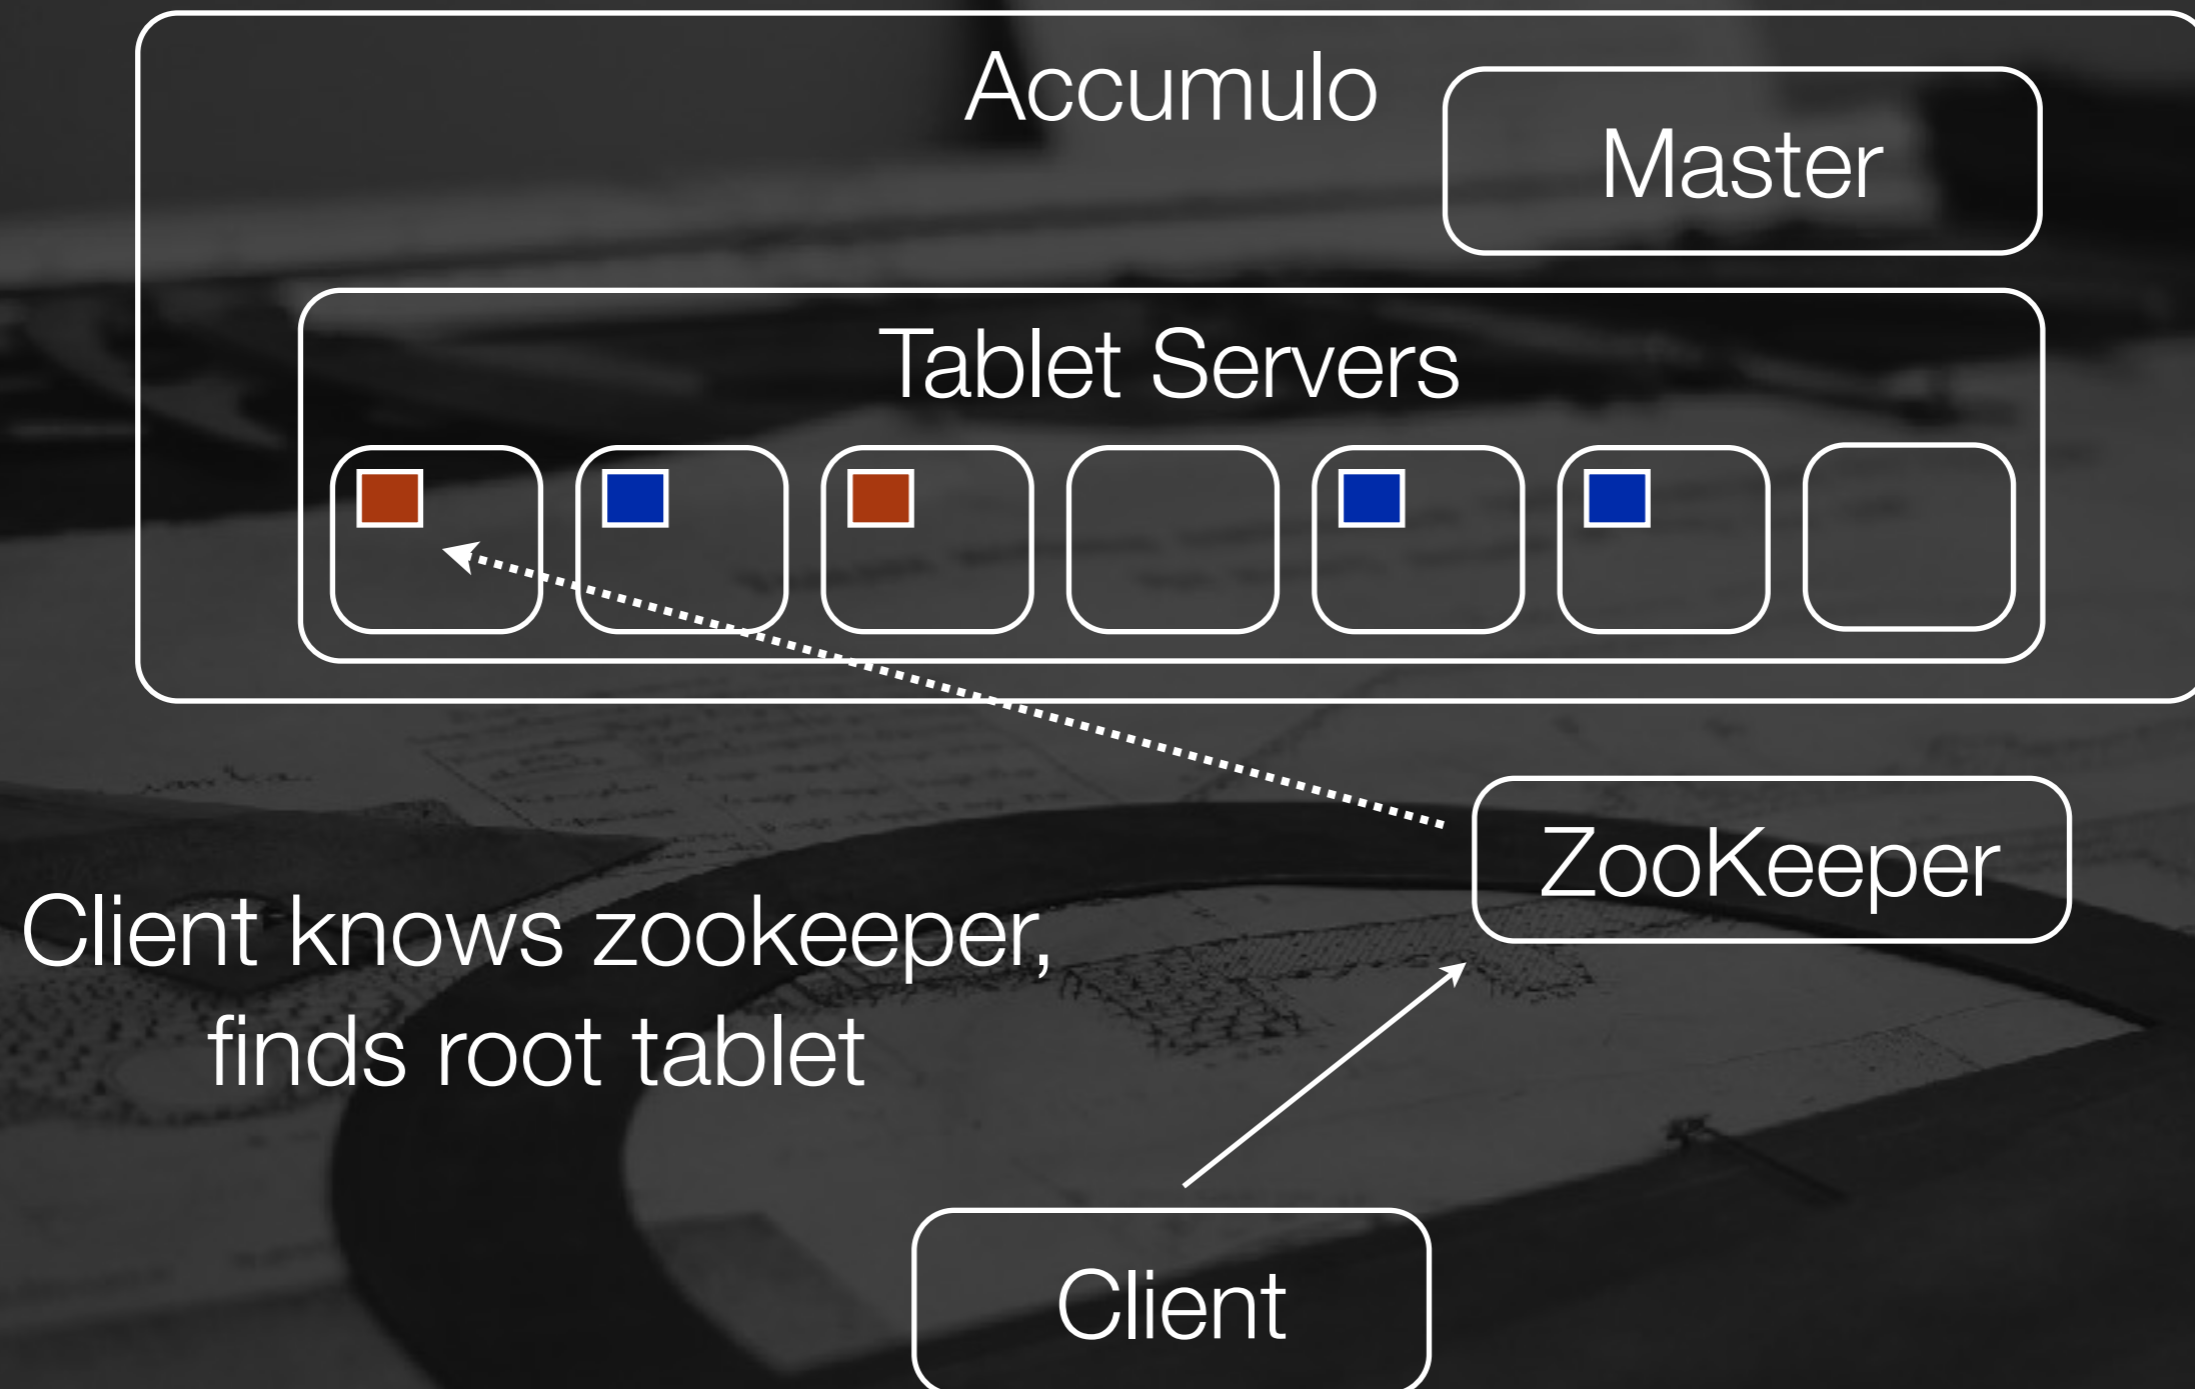 Accumulo
Master
Tablet Servers
ZooKeeper
Client knows zookeeper,
finds root tablet
Client